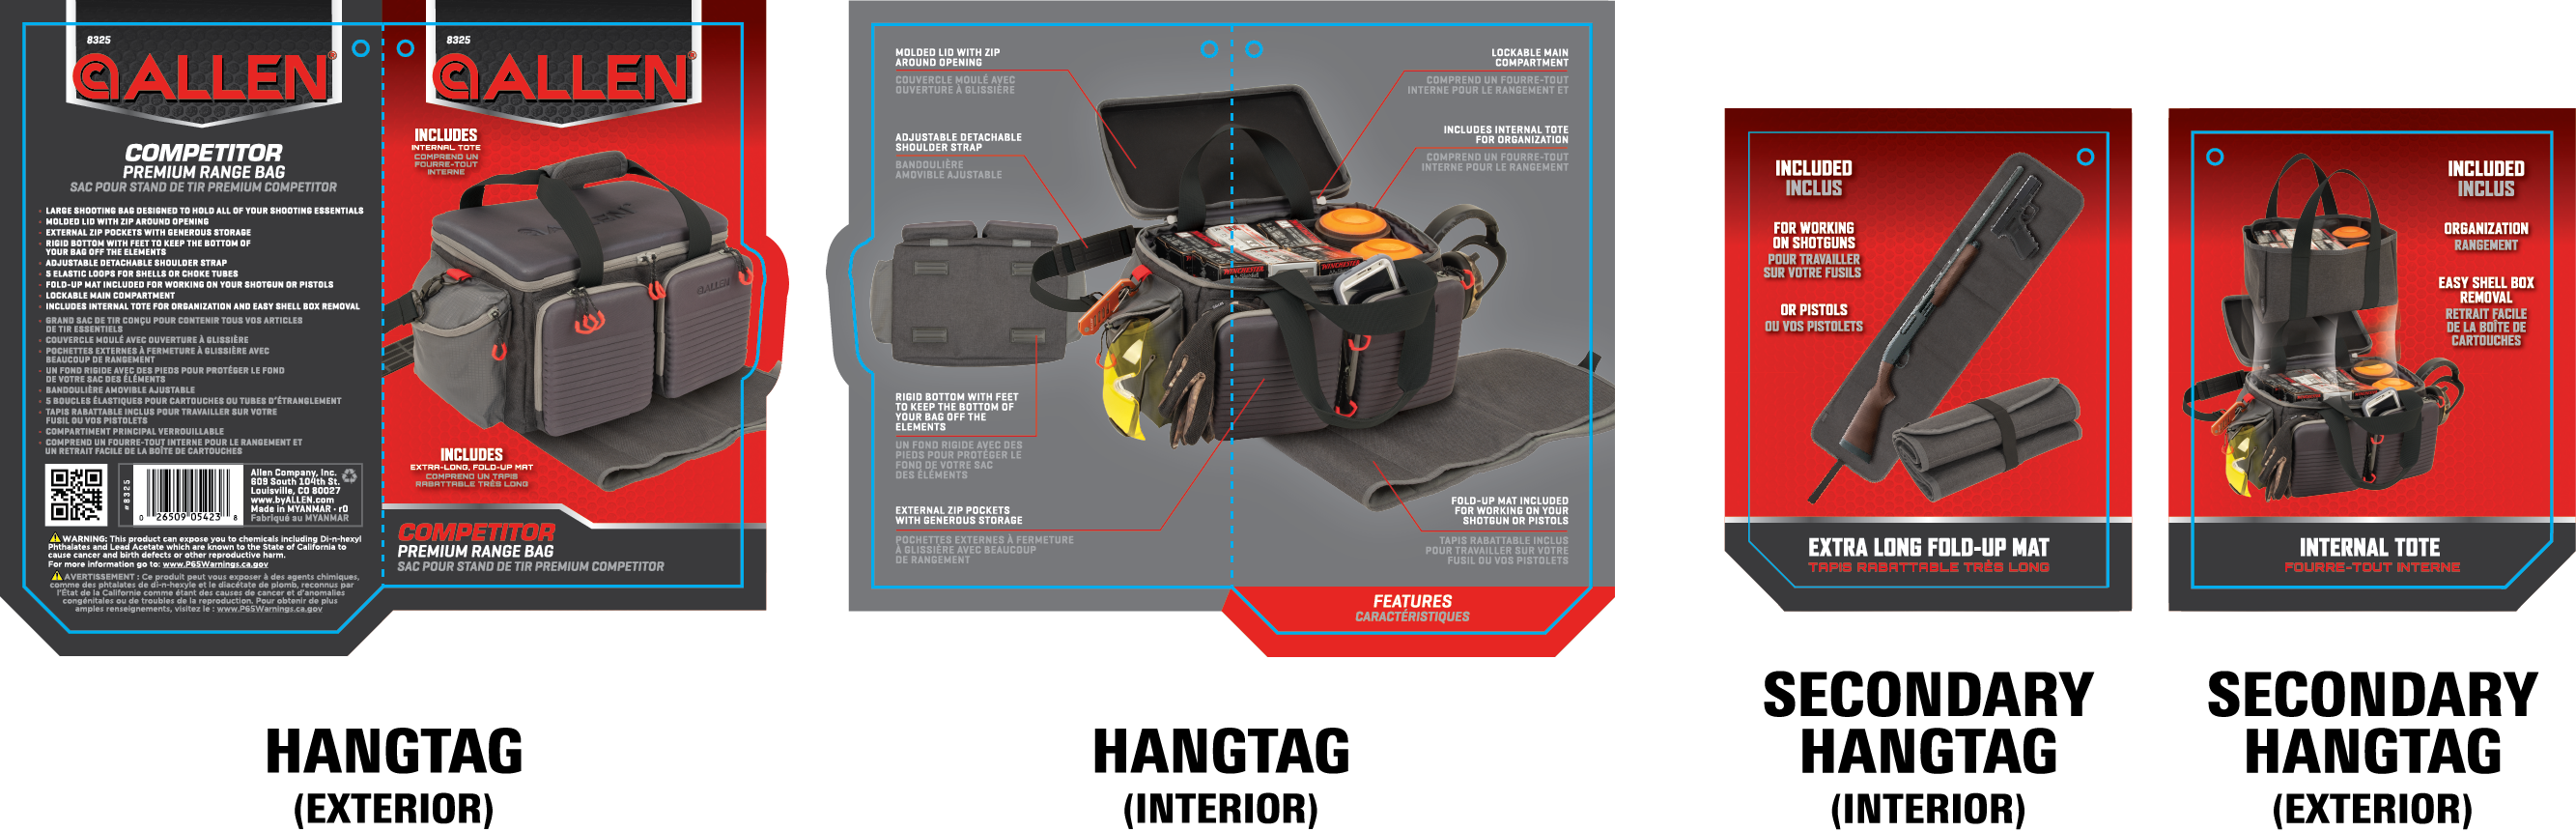 8325
ALLEN®
COMPETITOR
PREMIUM RANGE BAG
SAC POUR STAND DE TIR PREMIUM COMPETITOR
• LARGE SHOOTING BAG DESIGNED TO HOLD ALL OF YOUR SHOOTING ESSENTIALS
• MOLDED LID WITH ZIP AROUND OPENING
• EXTERNAL ZIP POCKETS WITH GENEROUS STORAGE
• RIGID BOTTOM WITH FEET TO KEEP THE BOTTOM OF
YOUR BAG OFF THE ELEMENTS
• ADJUSTABLE DETACHABLE SHOULDER STRAP
• 5 ELASTIC LOOPS FOR SHELLS OR CHOKE TUBES
• FOLD-UP MAT INCLUDED FOR WORKING ON YOUR SHOTGUN OR PISTOLS
• LOCKABLE MAIN COMPARTMENT
• INCLUDES INTERNAL TOTE FOR ORGANIZATION AND EASY SHELL BOX REMOVAL
• GRAND SAC DE TIR CONÇU POUR CONTENIR TOUS VOS ARTICLES
DE TIR ESSENTIELS
• COUVERCLE MOULÉ AVEC OUVERTURE À GLISSIÈRE
• POCHETTES EXTERNES À FERMETURE À GLISSIÈRE AVEC
BEAUCOUP DE RANGEMENT
• UN FOND RIGIDE AVEC DES PIEDS POUR PROTÉGER LE FOND
DE VOTRE SAC DES ÉLÉMENTS
• BANDOULIÈRE AMOVIBLE AJUSTABLE
• 5 BOUCLES ÉLASTIQUES POUR CARTOUCHES OU TUBES D'ÉTRANGLEMENT
• TAPIS RABATTABLE INCLUS POUR TRAVAILLER SUR VOTRE
FUSIL OU VOS PISTOLETS
• COMPARTIMENT PRINCIPAL VERROUILLABLE
• COMPREND UN FOURRE-TOUT INTERNE POUR LE RANGEMENT ET
UN RETRAIT FACILE DE LA BOÎTE DE CARTOUCHES
#8325
0 26509 05423 8
Allen Company, Inc.
609 South 104th St.
Louisville, CO 80027
www.byALLEN.com
Made in MYANMAR • r0
Fabriqué au MYANMAR
WARNING: This product can expose you to chemicals including Di-n-hexyl
Phthalates and Lead Acetate which are known to the State of California to
cause cancer and birth defects or other reproductive harm.
For more information go to: www.P65Warnings.ca.gov
AVERTISSEMENT : Ce produit peut vous exposer à des agents chimiques,
comme des phtalates de di-n-hexyle et le diacétate de plomb, reconnus par
l'État de la Californie comme étant des causes de cancer et d'anomalies
congénitales ou de troubles de la reproduction. Pour obtenir de plus
amples renseignements, visitez le : www.P65Warnings.ca.gov
8325
ALLEN®
INCLUDES
INTERNAL TOTE
COMPREND UN
FOURRE-TOUT
INTERNE
ALLEN
ALLEN
INCLUDES
EXTRA-LONG, FOLD-UP MAT
COMPREND UN TAPIS
RABATTABLE TRÈS LONG
COMPETITOR
PREMIUM RANGE BAG
SAC POUR STAND DE TIR PREMIUM COMPETITOR
HANGTAG
(EXTERIOR)
MOLDED LID WITH ZIP
AROUND OPENING
COUVERCLE MOULÉ AVEC
OUVERTURE À GLISSIÈRE
ADJUSTABLE DETACHABLE
SHOULDER STRAP
BANDOULIÈRE
AMOVIBLE AJUSTABLE
RIGID BOTTOM WITH FEET
TO KEEP THE BOTTOM OF
YOUR BAG OFF THE
ELEMENTS
UN FOND RIGIDE AVEC DES
PIEDS POUR PROTÉGER LE
FOND DE VOTRE SAC
DES ÉLÉMENTS
EXTERNAL ZIP POCKETS
WITH GENEROUS STORAGE
POCHETTES EXTERNES À FERMETURE
À GLISSIÈRE AVEC BEAUCOUP
DE RANGEMENT
LOCKABLE MAIN
COMPARTMENT
COMPREND UN FOURRE-TOUT
INTERNE POUR LE RANGEMENT ET
INCLUDES INTERNAL TOTE
FOR ORGANIZATION
COMPREND UN FOURRE-TOUT
INTERNE POUR LE RANGEMENT
WINCHESTER
WINCHESTER
FOLD-UP MAT INCLUDED
FOR WORKING ON YOUR
SHOTGUN OR PISTOLS
TAPIS RABATTABLE INCLUS
POUR TRAVAILLER SUR VOTRE
FUSIL OU VOS PISTOLETS
FEATURES
CARACTÉRISTIQUES
HANGTAG
(INTERIOR)
INCLUDED
INCLUS
FOR WORKING
ON SHOTGUNS
POUR TRAVAILLER
SUR VOTRE FUSILS
OR PISTOLS
OU VOS PISTOLETS
EXTRA LONG FOLD-UP MAT
TAPIS RABATTABLE TRÈS LONG
SECONDARY
HANGTAG
(INTERIOR)
INCLUDED
INCLUS
ORGANIZATION
RANGEMENT
EASY SHELL BOX
REMOVAL
RETRAIT FACILE
DE LA BOÎTE DE
CARTOUCHES
INTERNAL TOTE
FOURRE-TOUT INTERNE
SECONDARY
HANGTAG
(EXTERIOR)